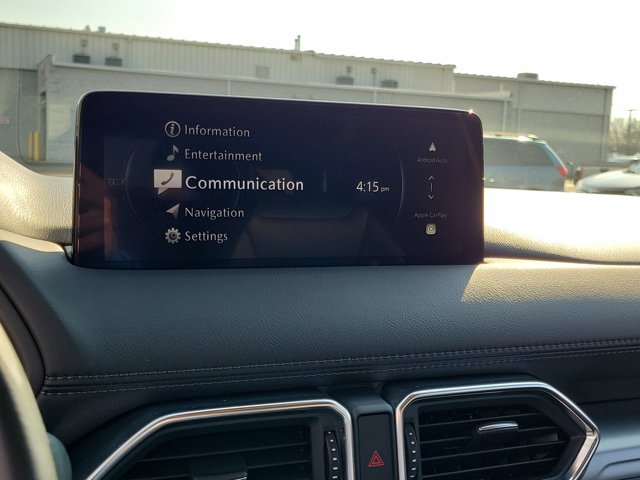 Information
Entertainment
Communication
Navigation
Settings
4:15 pm
Android Auto
Apple CarPlay